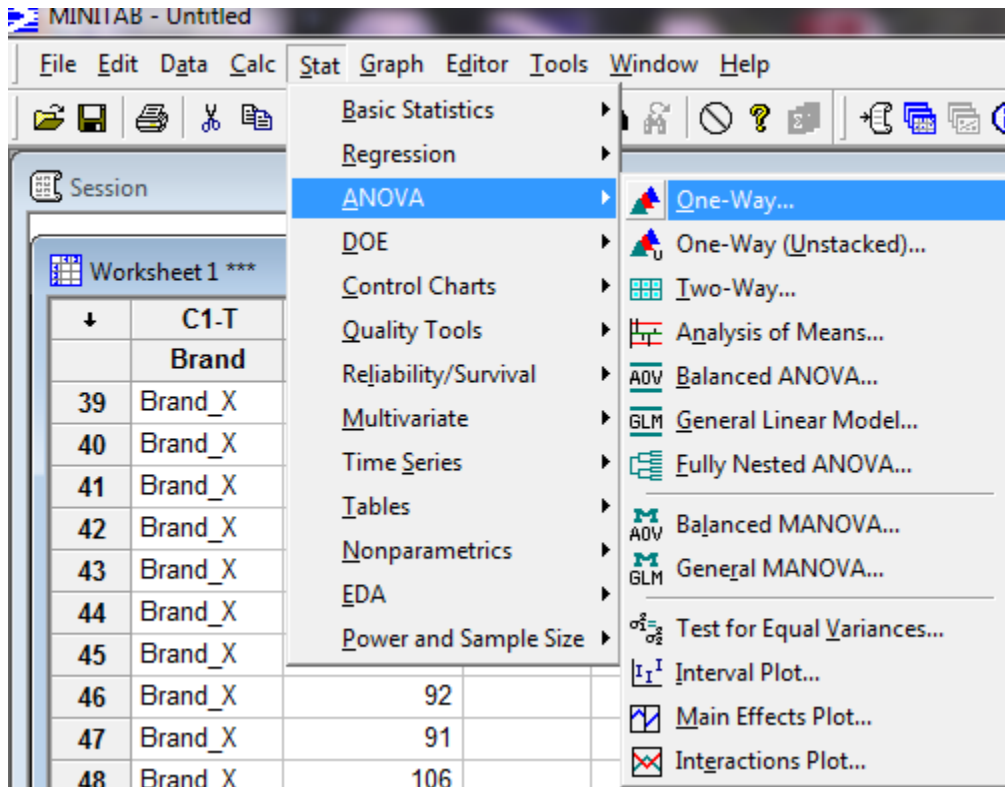 MINITAB - Untitled
File Edit Data Calc Stat Graph Editor Tools Window Help
Session
Worksheet 1 ***
C1-T
Brand
39 Brand_X
40 Brand_X
41 Brand_X
42 Brand_X
43 Brand_X
44 Brand_X
45 Brand_X
46 Brand_X 92
47 Brand_X 91
48 Brand_X 106
Basic Statistics
Regression
ANOVA
DOE
Control Charts
Quality Tools
Reliability/Survival
Multivariate
Time Series
Tables
Nonparametrics
EDA
Power and Sample Size
One-Way...
One-Way (Unstacked)...
Two-Way...
Analysis of Means...
AOV Balanced ANOVA...
GLM General Linear Model...
Fully Nested ANOVA...
M AOV Balanced MANOVA...
M GLM General MANOVA...
Test for Equal Variances...
Interval Plot...
Main Effects Plot...
Interactions Plot...